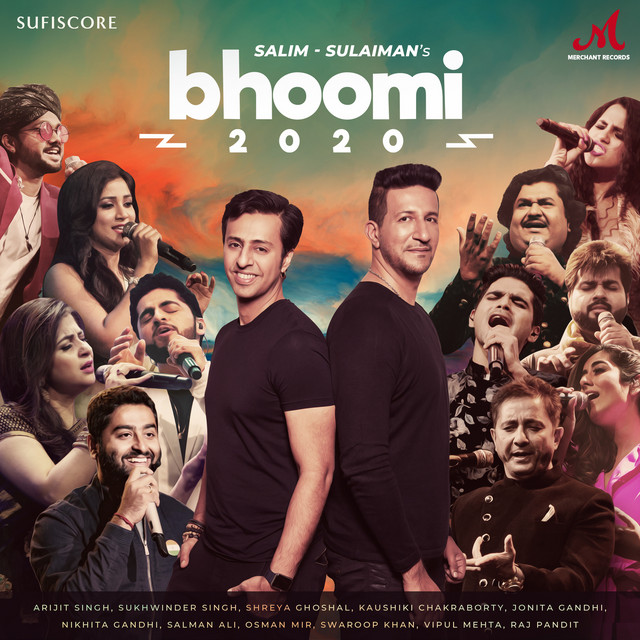 SUFISCORE
MERCHANT RECORDS
SALIM - SULAIMAN's
bhoomi
2020
ARIJIT SINGH, SUKHWINDER SINGH, SHREYA GHOSHAL, KAUSHIKI CHAKRABORTY, JONITA GANDHI,
NIKHITA GANDHI, SALMAN ALI, OSMAN MIR, SWAROOP KHAN, VIPUL MEHTA, RAJ PANDIT